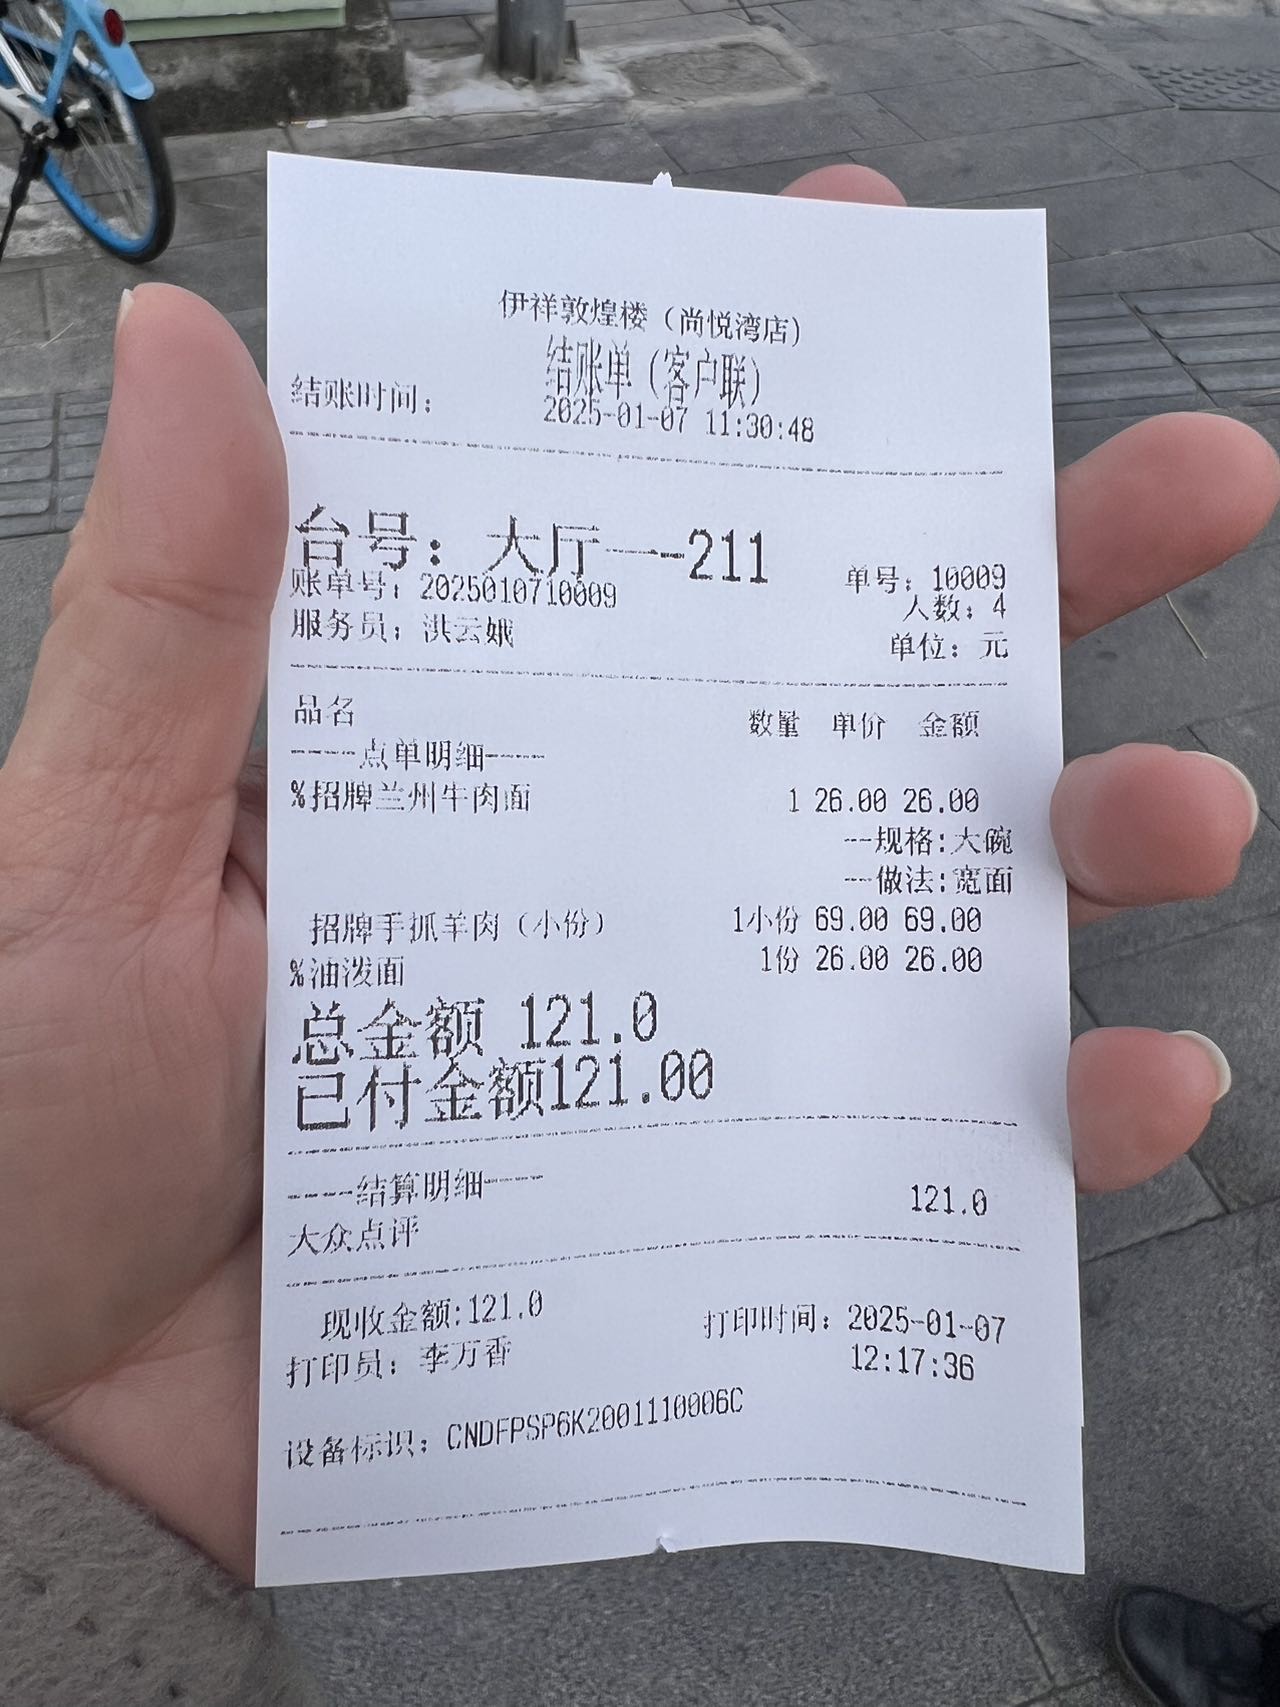 伊祥敦煌楼（尚悦湾店）
结账单（客户联）
结账时间： 2025-01-07 11:30:48
台号：大厅一-211
账单号：2025010710009 单号：10009
人数：4
服务员：洪云娥
单位：元
品名 数量 单价 金额
----点单明细----
%招牌兰州牛肉面 1 26.00 26.00
--规格:大碗
--做法:宽面
招牌手抓羊肉（小份） 1小份 69.00 69.00
%油泼面 1份 26.00 26.00
总金额 121.0
已付金额121.00
----结算明细----
大众点评 121.0
现收金额:121.0
打印员：李万香
打印时间：2025-01-07
12:17:36
设备标识：CNDFPSP6K2001110006C